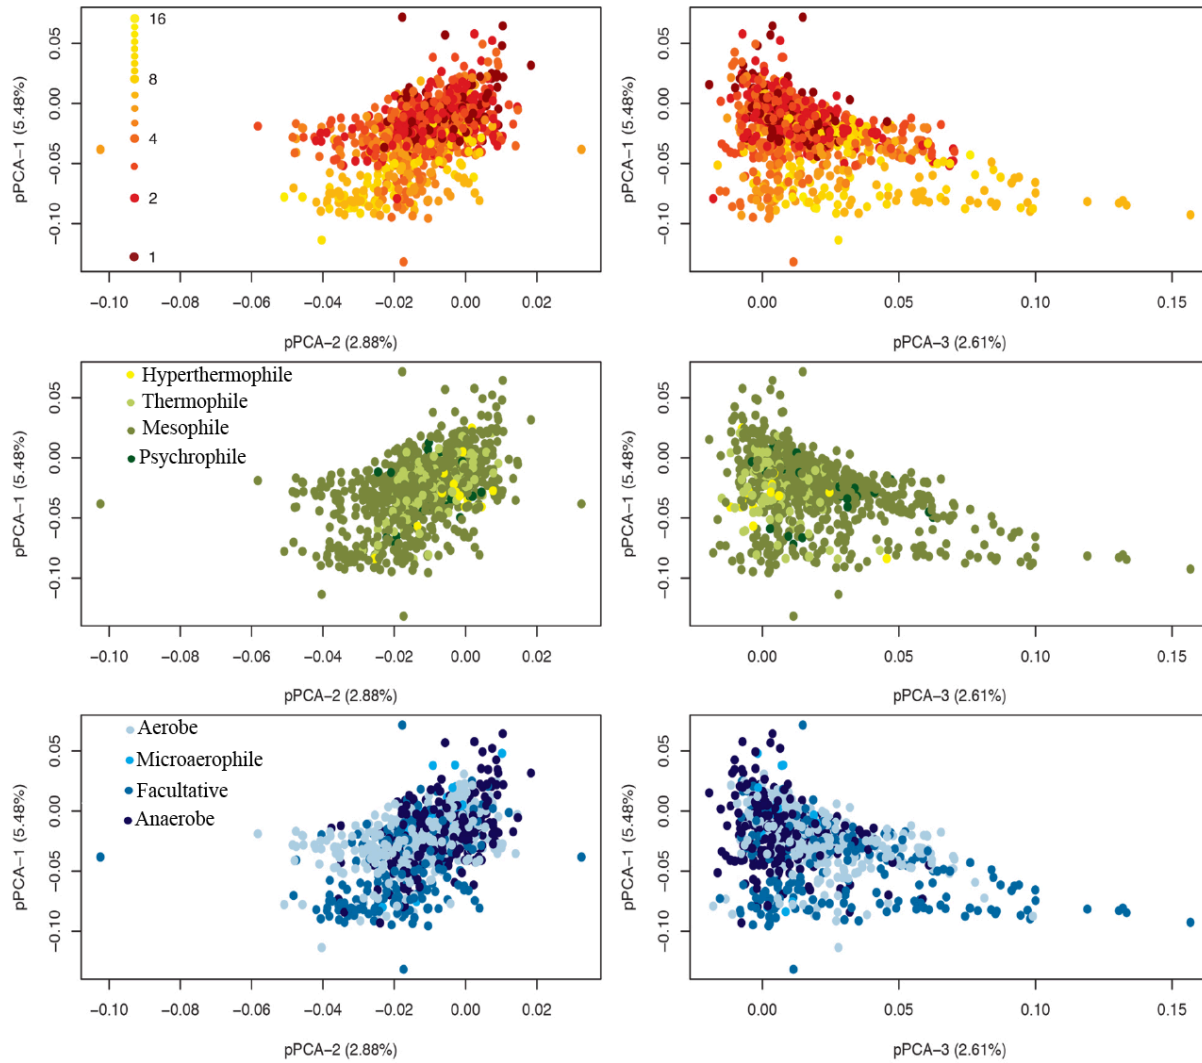 16
8
4
2
1
0.05
0.00
−0.05
−0.10
pPCA−1 (5.48%)
−0.10 −0.08 −0.06 −0.04 −0.02 0.00 0.02
pPCA−2 (2.88%)
0.05
0.00
−0.05
−0.10
pPCA−1 (5.48%)
0.00 0.05 0.10 0.15
pPCA−3 (2.61%)
Hyperthermophile
Thermophile
Mesophile
Psychrophile
0.05
0.00
−0.05
−0.10
pPCA−1 (5.48%)
−0.10 −0.08 −0.06 −0.04 −0.02 0.00 0.02
pPCA−2 (2.88%)
0.05
0.00
−0.05
−0.10
pPCA−1 (5.48%)
0.00 0.05 0.10 0.15
pPCA−3 (2.61%)
Aerobe
Microaerophile
Facultative
Anaerobe
0.05
0.00
−0.05
−0.10
pPCA−1 (5.48%)
−0.10 −0.08 −0.06 −0.04 −0.02 0.00 0.02
pPCA−2 (2.88%)
0.05
0.00
−0.05
−0.10
pPCA−1 (5.48%)
0.00 0.05 0.10 0.15
pPCA−3 (2.61%)